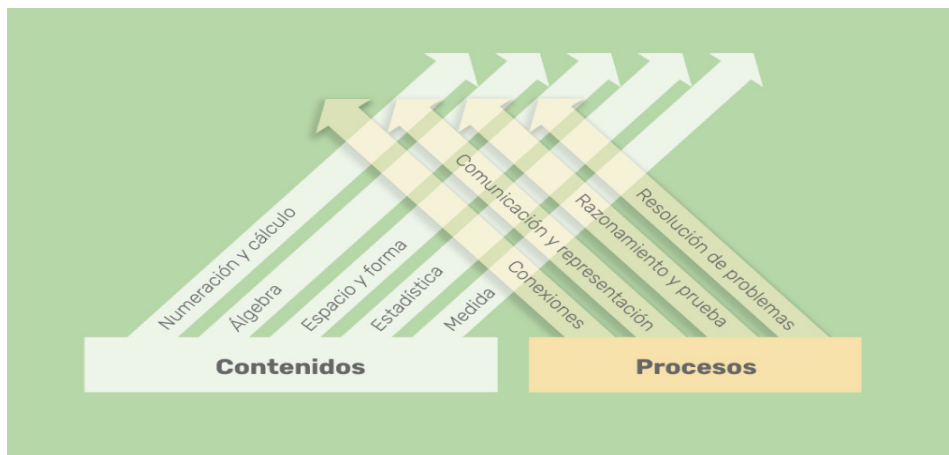 Numeración y cálculo
Álgebra
Espacio y forma
Estadística
Medida
Conexiones
Comunicación y representación
Razonamiento y prueba
Resolución de problemas
Contenidos
Procesos